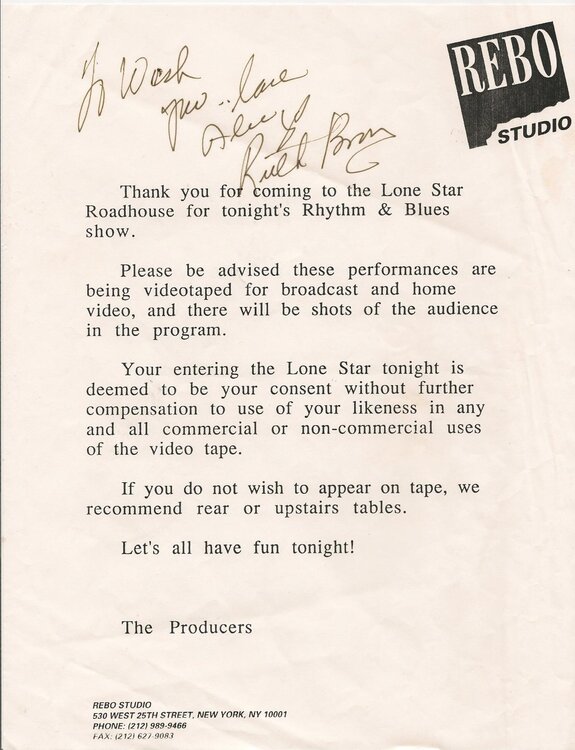 To Wash
love
Always
Ruth Brown
REBO
STUDIO
Thank you for coming to the Lone Star
Roadhouse for tonight's Rhythm & Blues
show.
Please be advised these performances are
being videotaped for broadcast and home
video, and there will be shots of the audience
in the program.
Your entering the Lone Star tonight is
deemed to be your consent without further
compensation to use of your likeness in any
and all commercial or non-commercial uses
of the video tape.
If you do not wish to appear on tape, we
recommend rear or upstairs tables.
Let's all have fun tonight!
The Producers
REBO STUDIO
530 WEST 25TH STREET, NEW YORK, NY 10001
PHONE: (212) 989-9466
FAX: (212) 627-9083